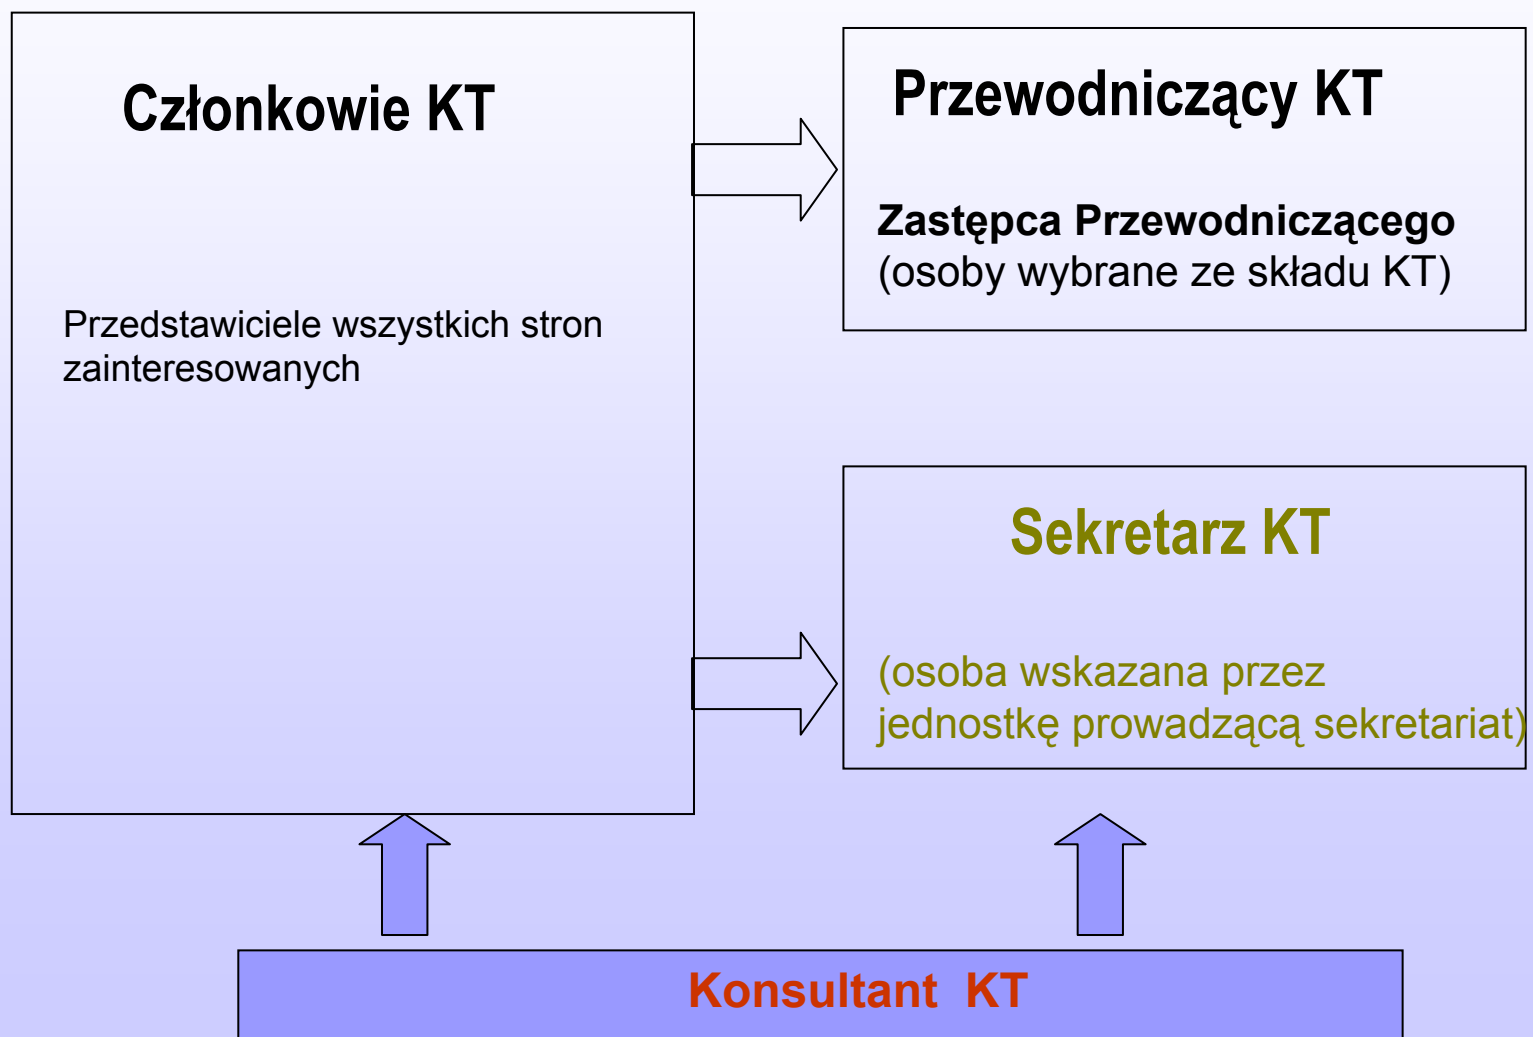 Członkowie KT
Przedstawiciele wszystkich stron
zainteresowanych
Przewodniczący KT
Zastępca Przewodniczącego
(osoby wybrane ze składu KT)
Sekretarz KT
(osoba wskazana przez
jednostkę prowadzącą sekretariat)
Konsultant KT